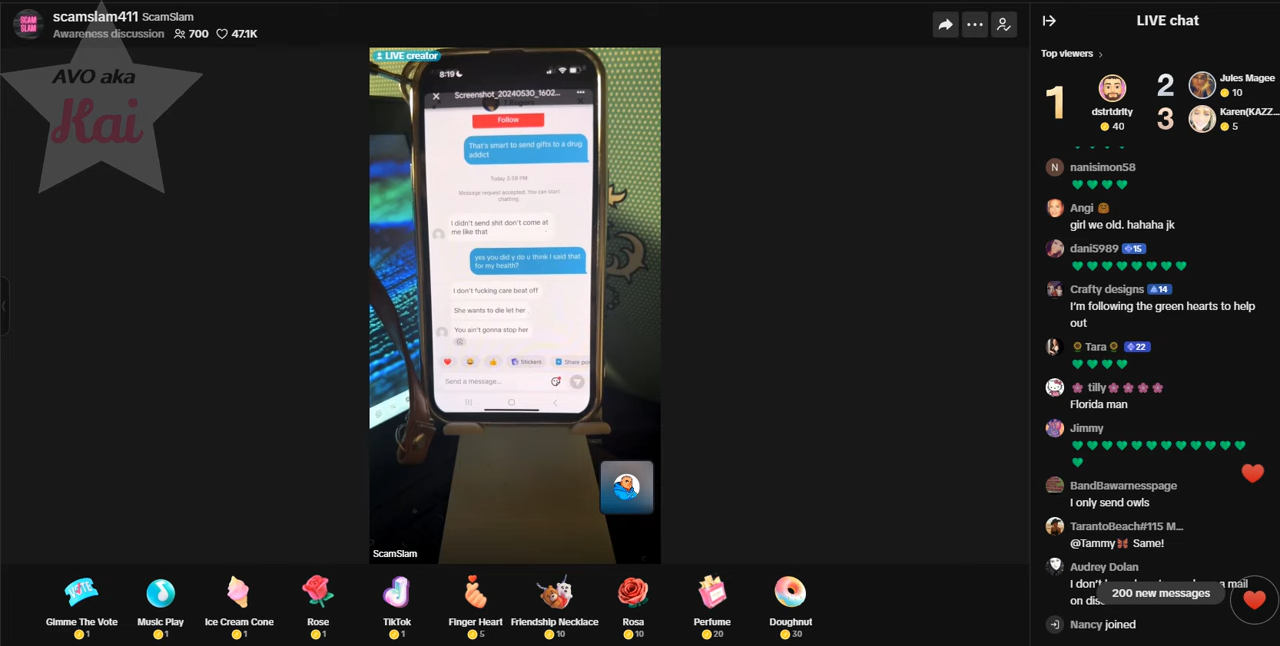 scamslam411 ScamSlam
Awareness discussion 700 47.1K
AVO aka
Kai
LIVE creator
8:19
Screenshot_20240530_1602...
Follow
That's smart to send gifts to a drug
addict
Today 3:58 PM
Message request accepted. You can start
chatting.
I didn't send shit don't come at
me like that
yes you did y do u think I said that
for my health?
I don't fucking care beat off
She wants to die let her
You ain't gonna stop her
Stickers
Share po
Send a message...
ScamSlam
Gimme The Vote
1
Music Play
1
Ice Cream Cone
1
Rose
1
TikTok
1
Finger Heart
5
Friendship Necklace
10
Rosa
10
Perfume
20
Doughnut
30
LIVE chat
Top viewers
1
dstrtdrlty
40
2
Jules Magee
10
3
Karen(KAZZ...
5
N nanisimon58
Angi
girl we old. hahaha jk
dani5989 15
Crafty designs 14
I'm following the green hearts to help
out
Tara 22
tilly
Florida man
Jimmy
BandBawarnesspage
I only send owls
TarantoBeach#115 M...
@Tammy Same!
Audrey Dolan
I don't
a mail
on dis
200 new messages
Nancy joined